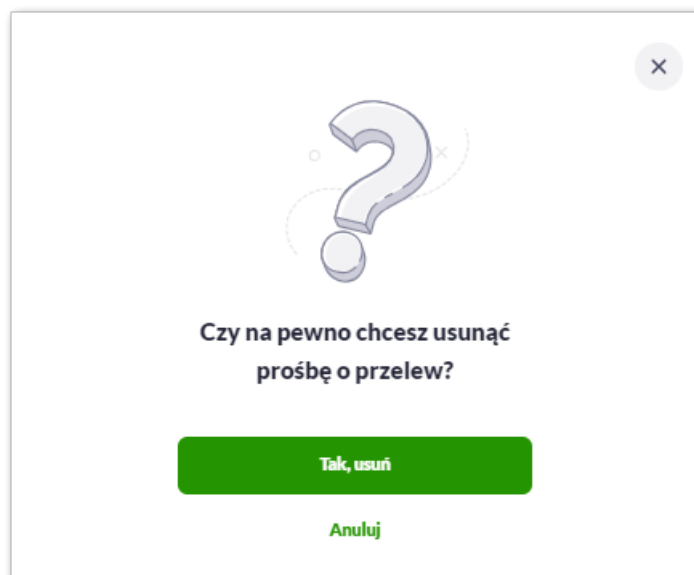 Czy na pewno chcesz usunąć
prośbę o przelew?
Tak, usuń
Anuluj